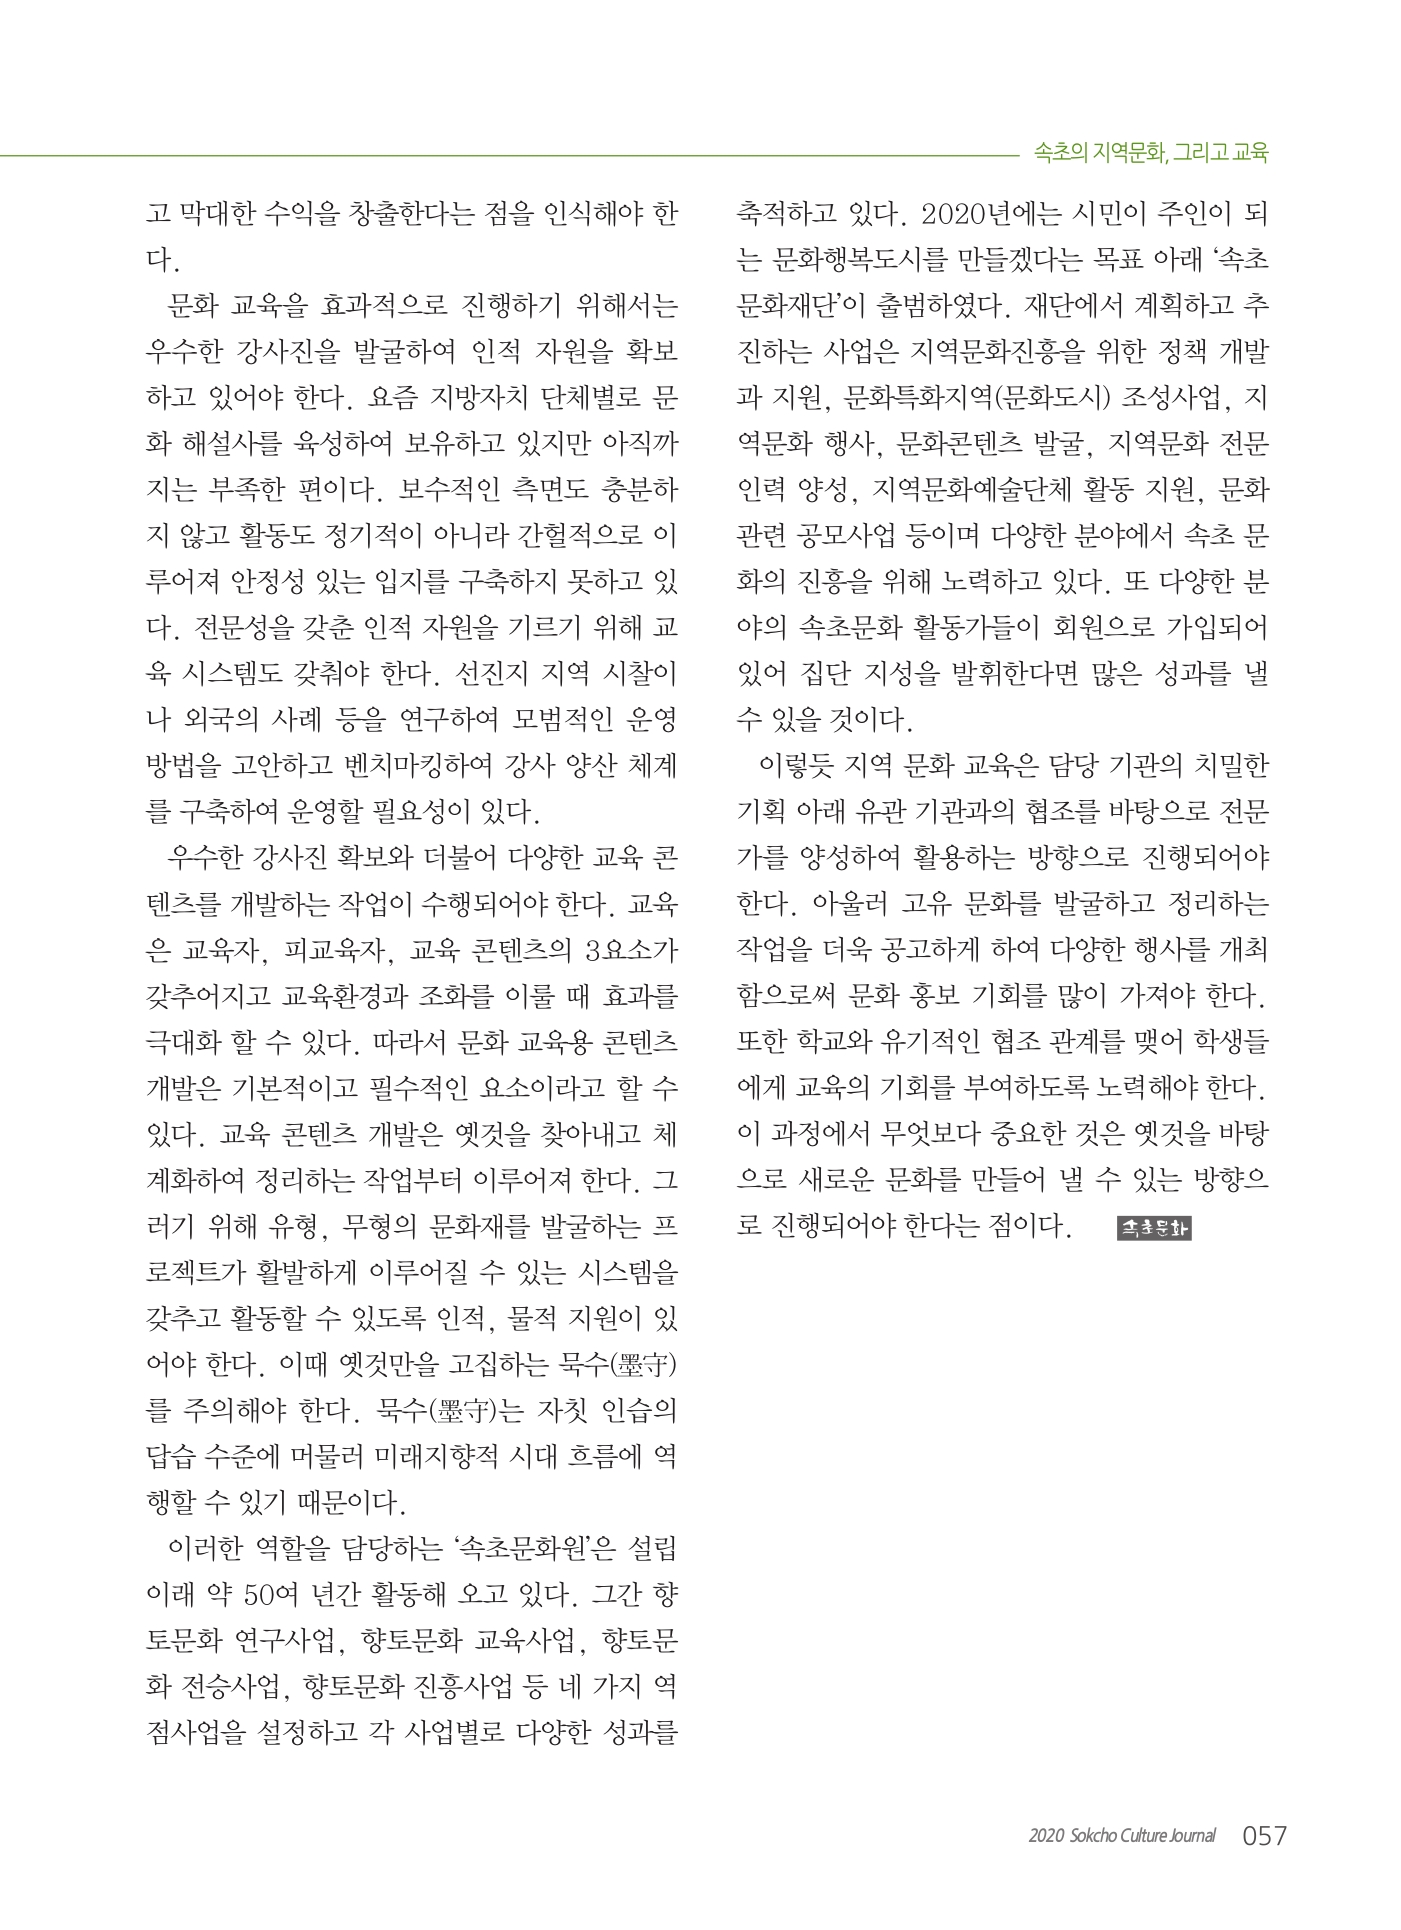 속초의 지역문화, 그리고 교육
고 막대한 수익을 창출한다는 점을 인식해야 한
다.
문화 교육을 효과적으로 진행하기 위해서는
우수한 강사진을 발굴하여 인적 자원을 확보
하고 있어야 한다. 요즘 지방자치 단체별로 문
화 해설사를 육성하여 보유하고 있지만 아직까
지는 부족한 편이다. 보수적인 측면도 충분하
지 않고 활동도 정기적이 아니라 간헐적으로 이
루어져 안정성 있는 입지를 구축하지 못하고 있
다. 전문성을 갖춘 인적 자원을 기르기 위해 교
육 시스템도 갖춰야 한다. 선진지 지역 시찰이
나 외국의 사례 등을 연구하여 모범적인 운영
방법을 고안하고 벤치마킹하여 강사 양산 체계
를 구축하여 운영할 필요성이 있다.
우수한 강사진 확보와 더불어 다양한 교육 콘
텐츠를 개발하는 작업이 수행되어야 한다. 교육
은 교육자, 피교육자, 교육 콘텐츠의 3요소가
갖추어지고 교육환경과 조화를 이룰 때 효과를
극대화 할 수 있다. 따라서 문화 교육용 콘텐츠
개발은 기본적이고 필수적인 요소이라고 할 수
있다. 교육 콘텐츠 개발은 옛것을 찾아내고 체
계화하여 정리하는 작업부터 이루어져 한다. 그
러기 위해 유형, 무형의 문화재를 발굴하는 프
로젝트가 활발하게 이루어질 수 있는 시스템을
갖추고 활동할 수 있도록 인적, 물적 지원이 있
어야 한다. 이때 옛것만을 고집하는 묵수(墨守)
를 주의해야 한다. 묵수(墨守)는 자칫 인습의
답습 수준에 머물러 미래지향적 시대 흐름에 역
행할 수 있기 때문이다.
이러한 역할을 담당하는 ‘속초문화원’은 설립
이래 약 50여 년간 활동해 오고 있다. 그간 향
토문화 연구사업, 향토문화 교육사업, 향토문
화 전승사업, 향토문화 진흥사업 등 네 가지 역
점사업을 설정하고 각 사업별로 다양한 성과를
축적하고 있다. 2020년에는 시민이 주인이 되
는 문화행복도시를 만들겠다는 목표 아래 ‘속초
문화재단’이 출범하였다. 재단에서 계획하고 추
진하는 사업은 지역문화진흥을 위한 정책 개발
과 지원, 문화특화지역(문화도시) 조성사업, 지
역문화 행사, 문화콘텐츠 발굴, 지역문화 전문
인력 양성, 지역문화예술단체 활동 지원, 문화
관련 공모사업 등이며 다양한 분야에서 속초 문
화의 진흥을 위해 노력하고 있다. 또 다양한 분
야의 속초문화 활동가들이 회원으로 가입되어
있어 집단 지성을 발휘한다면 많은 성과를 낼
수 있을 것이다.
이렇듯 지역 문화 교육은 담당 기관의 치밀한
기획 아래 유관 기관과의 협조를 바탕으로 전문
가를 양성하여 활용하는 방향으로 진행되어야
한다. 아울러 고유 문화를 발굴하고 정리하는
작업을 더욱 공고하게 하여 다양한 행사를 개최
함으로써 문화 홍보 기회를 많이 가져야 한다.
또한 학교와 유기적인 협조 관계를 맺어 학생들
에게 교육의 기회를 부여하도록 노력해야 한다.
이 과정에서 무엇보다 중요한 것은 옛것을 바탕
으로 새로운 문화를 만들어 낼 수 있는 방향으
로 진행되어야 한다는 점이다. 속초문화
2020 Sokcho Culture Journal 057